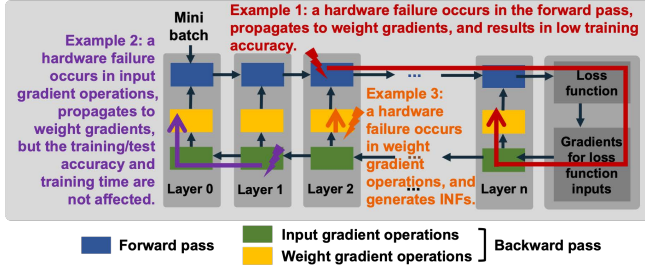 Example 1: a hardware failure occurs in the forward pass,
propagates to weight gradients, and results in low training
accuracy.
Mini
batch
Example 2: a
hardware failure
occurs in input
gradient operations,
propagates to
weight gradients,
but the training/test
accuracy and
training time are
not affected.
...
Example 3:
a hardware
failure occurs
in weight
gradient
operations, and
generates INFs.
...
...
Loss
function
Gradients
for loss
function
inputs
Layer 0
Layer 1
Layer 2
Layer n
Forward pass
Input gradient operations
Weight gradient operations
Backward pass